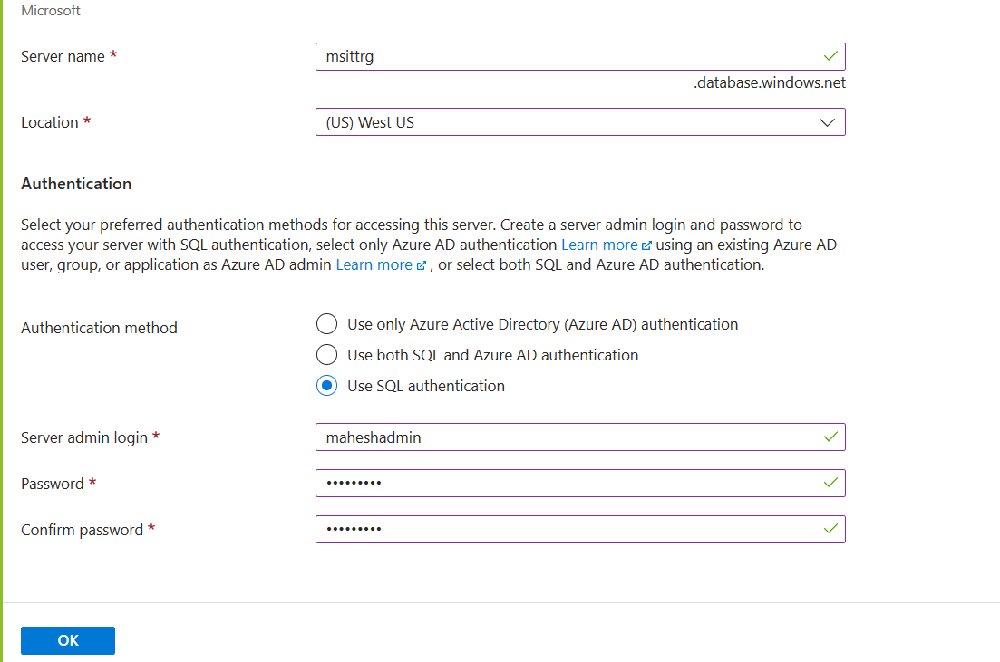 Microsoft
Server name *
msittrg
.database.windows.net
Location *
(US) West US
Authentication
Select your preferred authentication methods for accessing this server. Create a server admin login and password to
access your server with SQL authentication, select only Azure AD authentication Learn more using an existing Azure AD
user, group, or application as Azure AD admin Learn more , or select both SQL and Azure AD authentication.
Authentication method
Use only Azure Active Directory (Azure AD) authentication
Use both SQL and Azure AD authentication
Use SQL authentication
Server admin login *
maheshadmin
Password *
•••••••••
Confirm password *
•••••••••
OK